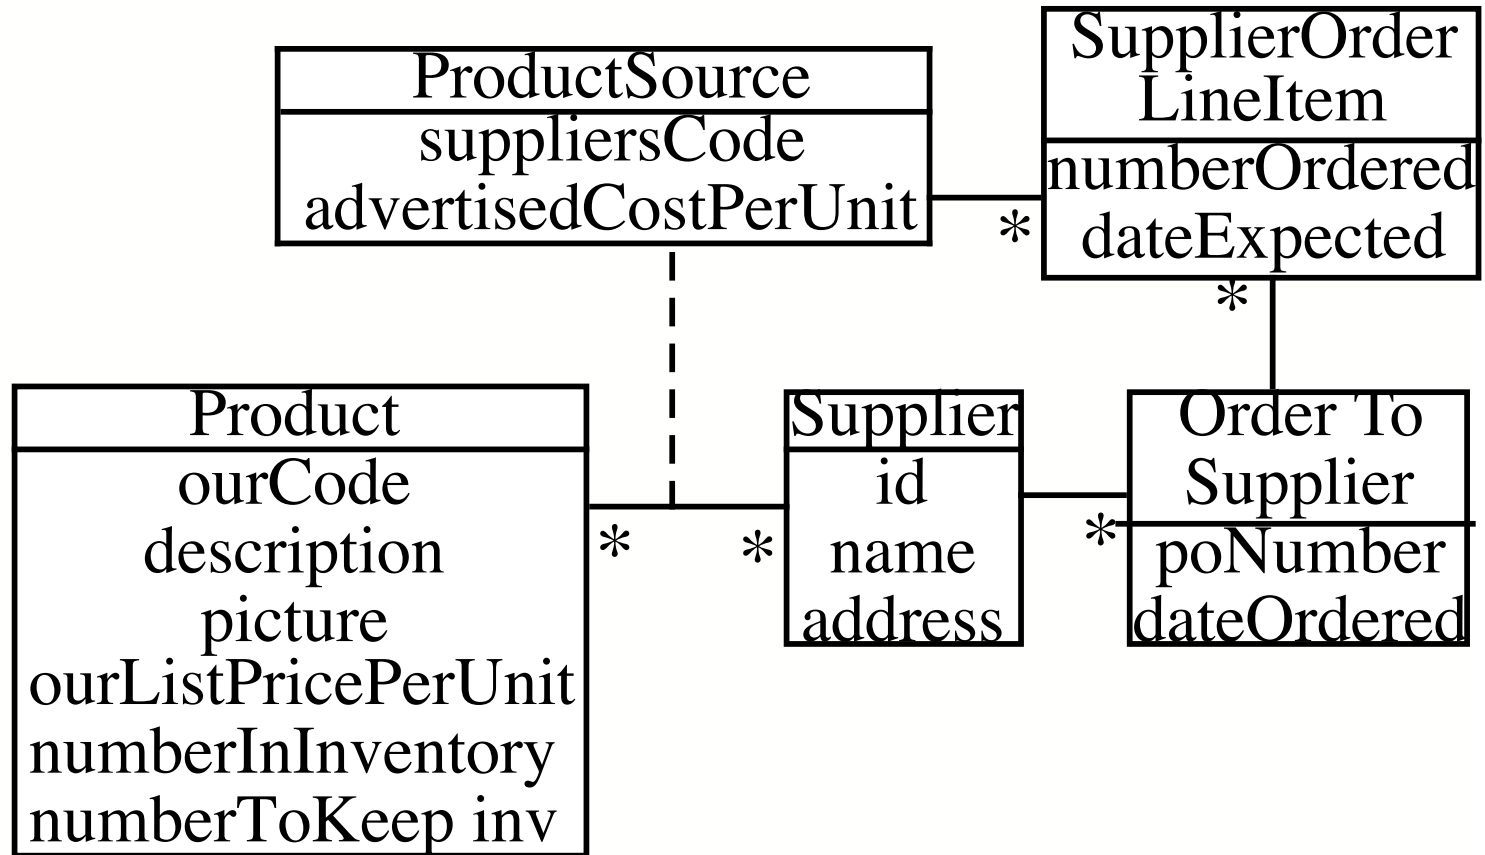 ProductSource
suppliersCode
advertisedCostPerUnit
*
SupplierOrder
LineItem
numberOrdered
dateExpected
*
Product
ourCode
description
picture
ourListPricePerUnit
numberInInventory
numberToKeep inv
*
*
Supplier
id
name
address
*
Order To
Supplier
poNumber
dateOrdered